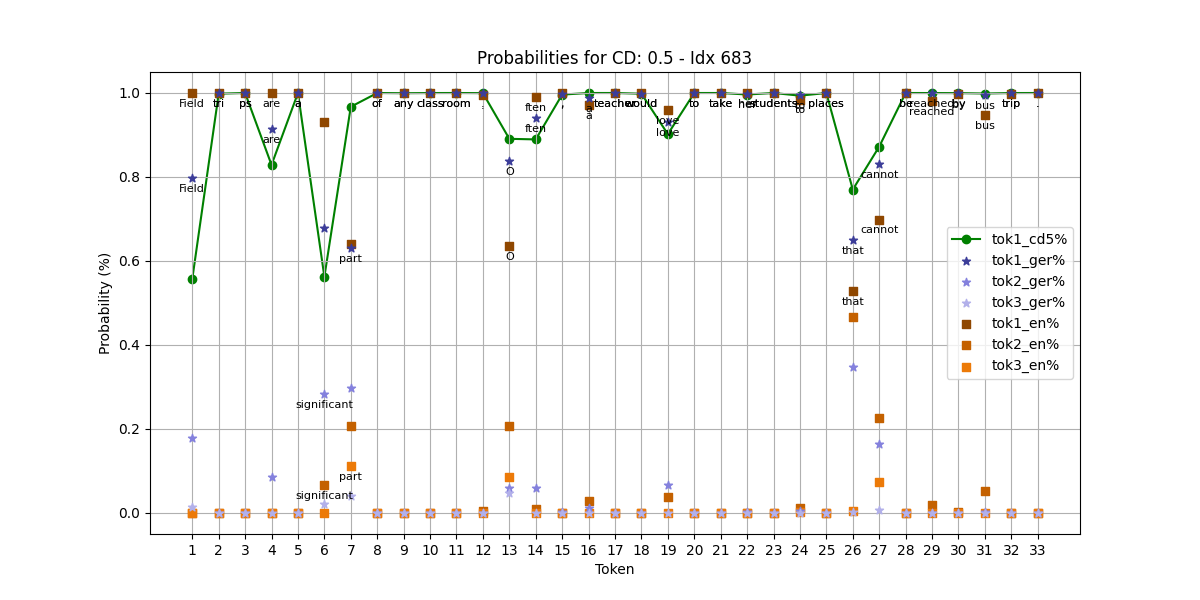 Probabilities for CD: 0.5 - Idx 683
Probability (%)
1.0
0.8
0.6
0.4
0.2
0.0
Field tri ps are a of any class room . ften , a teacher would love to take her students to places be reached by bus trip
Field are O ften a love to that cannot reached bus
significant part O that cannot
significant part
tok1_cd5%
tok1_ger%
tok2_ger%
tok3_ger%
tok1_en%
tok2_en%
tok3_en%
1 2 3 4 5 6 7 8 9 10 11 12 13 14 15 16 17 18 19 20 21 22 23 24 25 26 27 28 29 30 31 32 33
Token